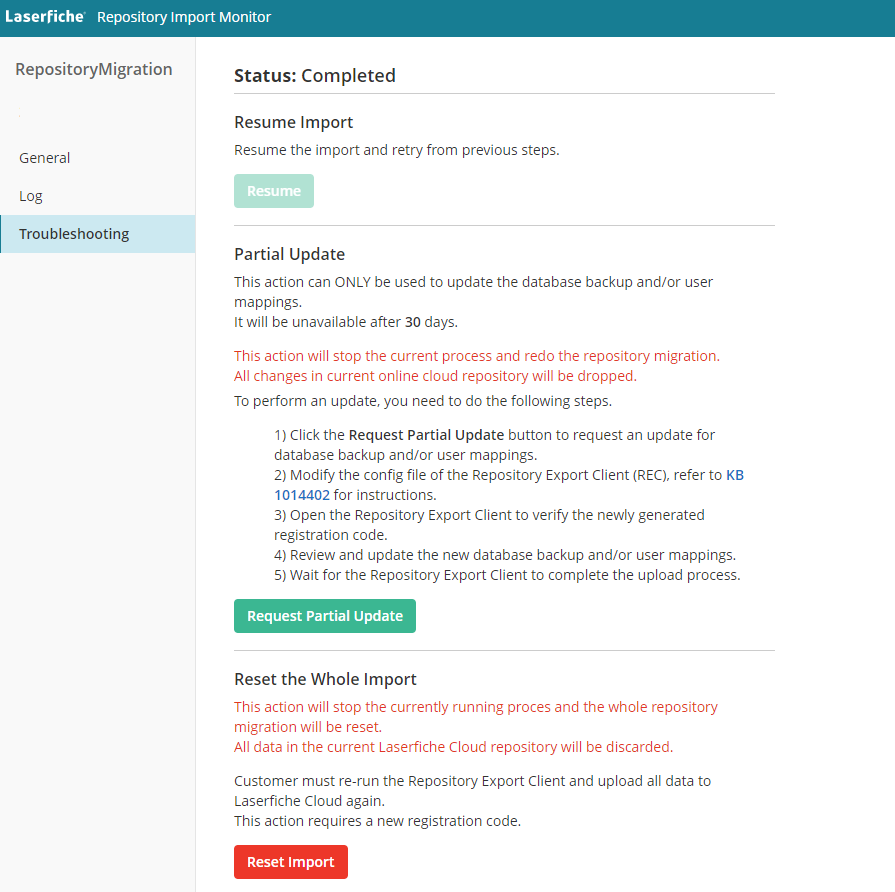 Laserfiche Repository Import Monitor
RepositoryMigration
General
Log
Troubleshooting
Status: Completed
Resume Import
Resume the import and retry from previous steps.
Resume
Partial Update
This action can ONLY be used to update the database backup and/or user
mappings.
It will be unavailable after 30 days.
This action will stop the current process and redo the repository migration.
All changes in current online cloud repository will be dropped.
To perform an update, you need to do the following steps.
1) Click the Request Partial Update button to request an update for
database backup and/or user mappings.
2) Modify the config file of the Repository Export Client (REC), refer to KB
1014402 for instructions.
3) Open the Repository Export Client to verify the newly generated
registration code.
4) Review and update the new database backup and/or user mappings.
5) Wait for the Repository Export Client to complete the upload process.
Request Partial Update
Reset the Whole Import
This action will stop the currently running proces and the whole repository
migration will be reset.
All data in the current Laserfiche Cloud repository will be discarded.
Customer must re-run the Repository Export Client and upload all data to
Laserfiche Cloud again.
This action requires a new registration code.
Reset Import